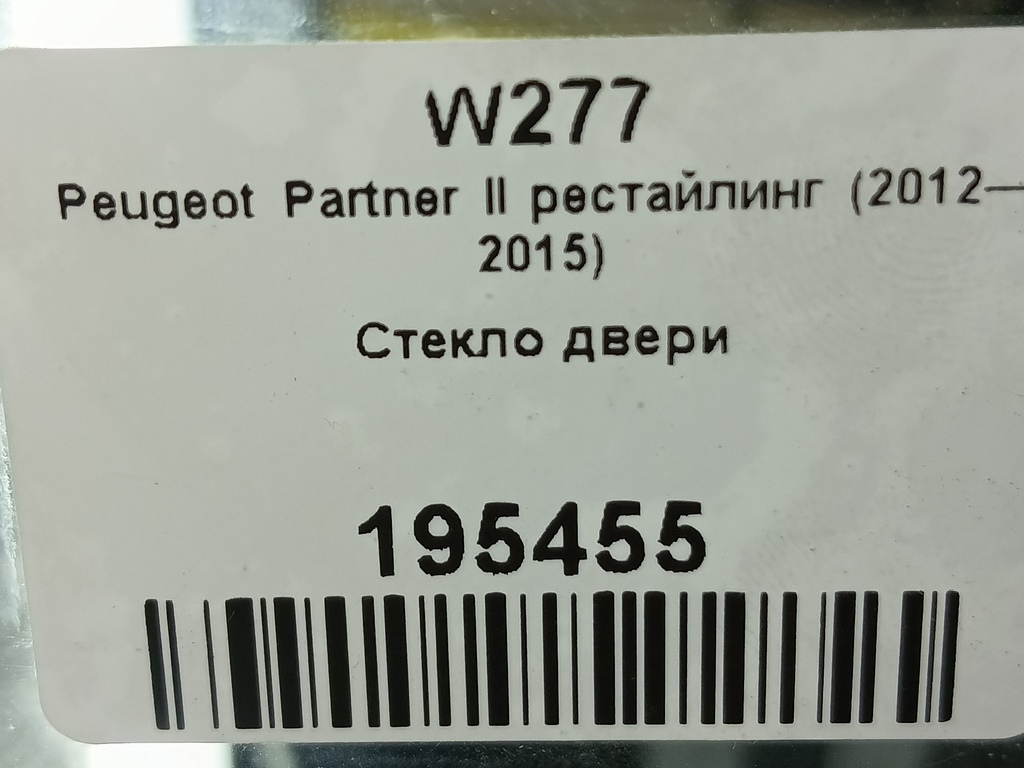 W277
Peugeot Partner II рестайлинг (2012—
2015)
Стекло двери
195455